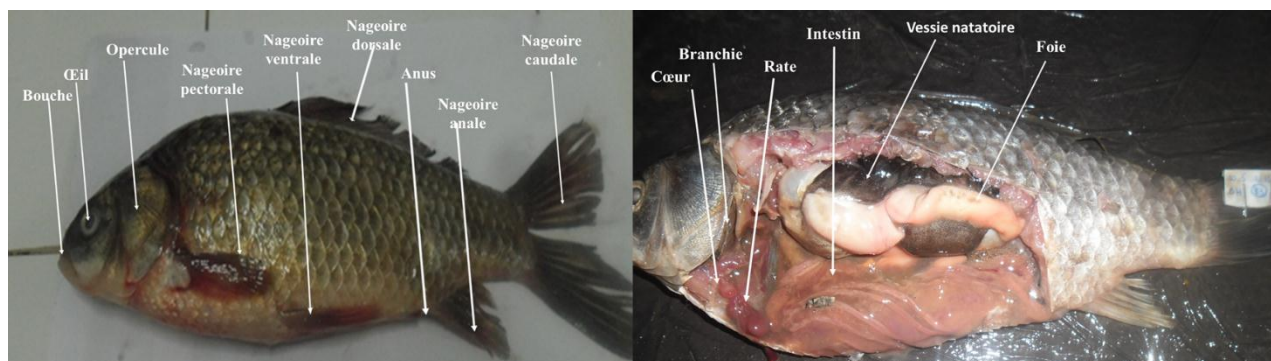 Bouche
Œil
Opercule
Nageoire
pectorale
Nageoire
ventrale
Nageoire
dorsale
Anus
Nageoire
anale
Nageoire
caudale
Cœur
Branchie
Rate
Intestin
Vessie natatoire
Foie